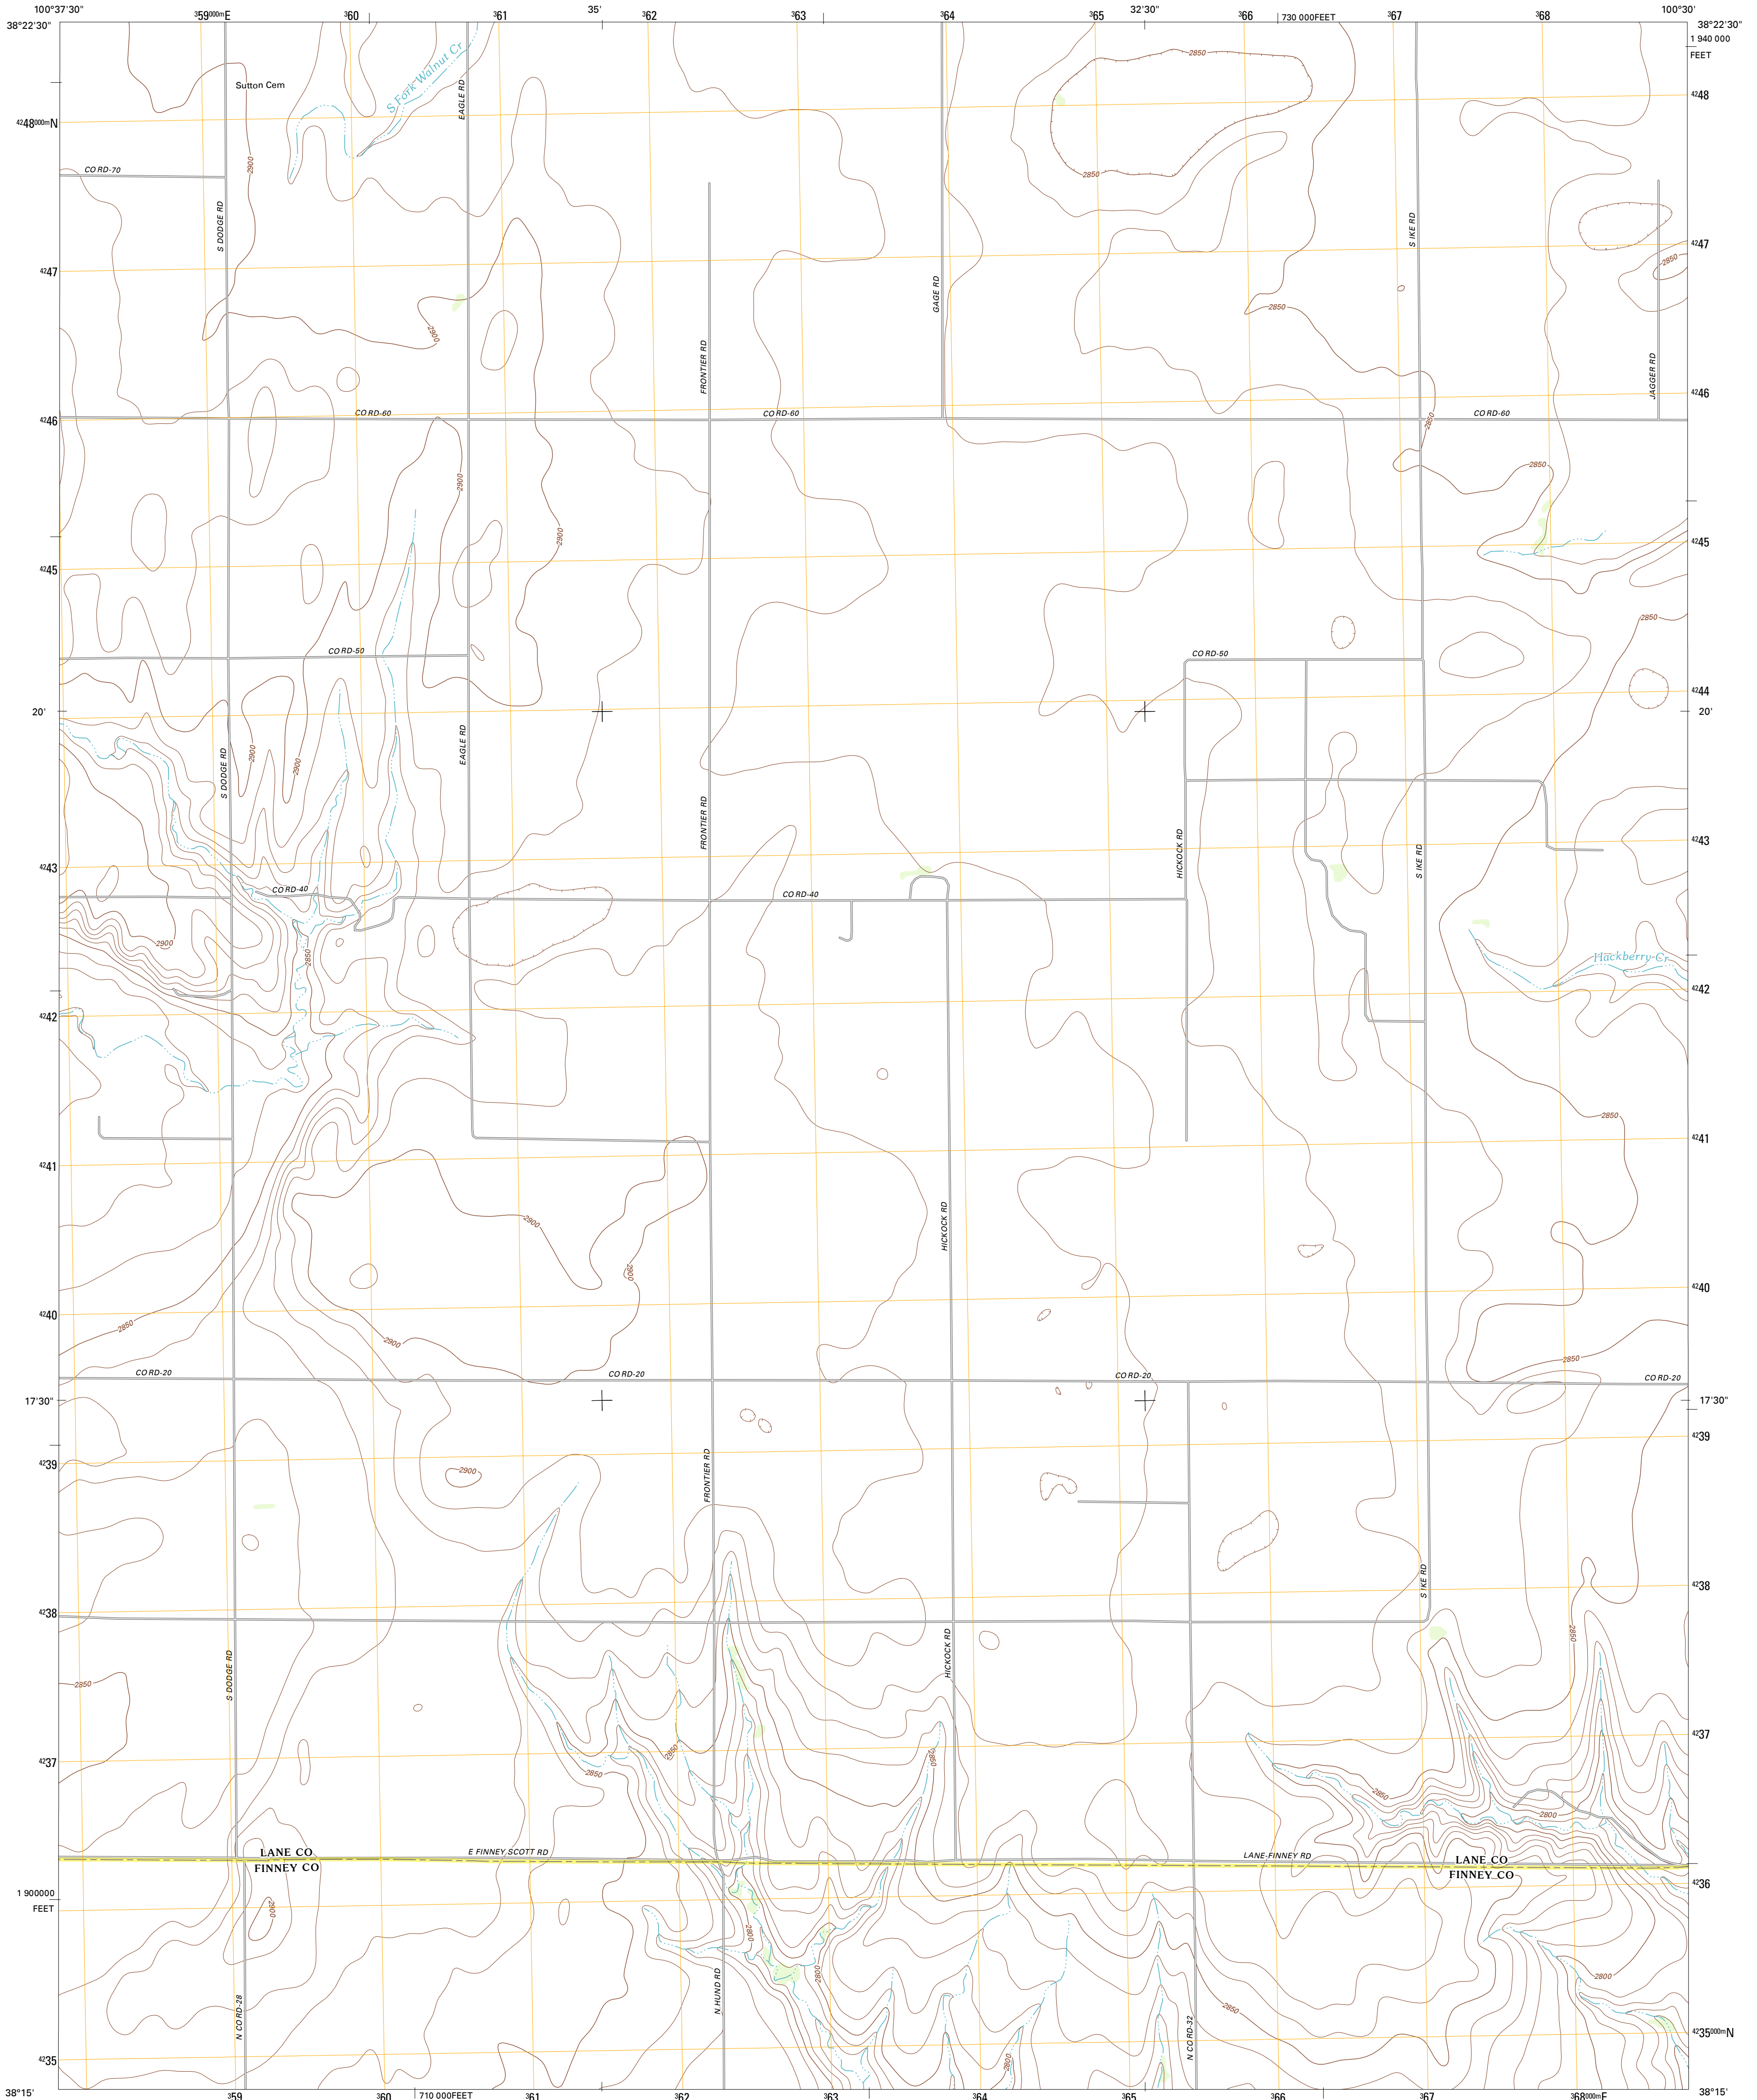 100°37'30"
³59⁰⁰⁰ᵐE
³60
³61
35'
³62
³63
³64
³65
32'30"
³66
730 000FEET
³67
³68
100°30'
38°22'30"
38°22'30"
1 940 000
FEET
2850
Sutton Cem
S Fork Walnut Cr
EAGLE RD
⁴²48
⁴²48⁰⁰⁰ᵐN
2900
CO RD-70
2850
S DODGE RD
S IKE RD
⁴²47
⁴²47
2850
GAGE RD
2850
2900
FRONTIER RD
JAGGER RD
⁴²46
⁴²46
CO RD-60
CO RD-60
CO RD-60
2850
2850
2900
2900
⁴²45
⁴²45
2850
CO RD-50
CO RD-50
⁴²44
20'
20'
EAGLE RD
2900
2900
S DODGE RD
FRONTIER RD
HICKOCK RD
S IKE RD
⁴²43
⁴²43
CO RD-40
CO RD-40
2900
2850
Hackberry Cr
⁴²42
⁴²42
2850
⁴²41
⁴²41
2900
HICKOCK RD
2900
⁴²40
⁴²40
2850
2900
2850
CO RD-20
CO RD-20
CO RD-20
CO RD-20
17'30"
17'30"
⁴²39
⁴²39
2900
FRONTIER RD
S IKE RD
⁴²38
⁴²38
2850
S DODGE RD
HICKOCK RD
2850
⁴²37
⁴²37
2850
2850
2850
2850
2800
LANE CO
FINNEY CO
E FINNEY SCOTT RD
LANE-FINNEY RD
LANE CO
FINNEY CO
⁴²36
1 900000
FEET
2900
2800
2800
2800
N HUND RD
2850
N CO RD-28
N CO RD-32
⁴²35⁰⁰⁰ᵐN
⁴²35
2800
38°15'
38°15'
³59
³60
710 000FEET
³61
³62
³63
³64
³65
³66
³67
³68⁰⁰⁰ᵐE